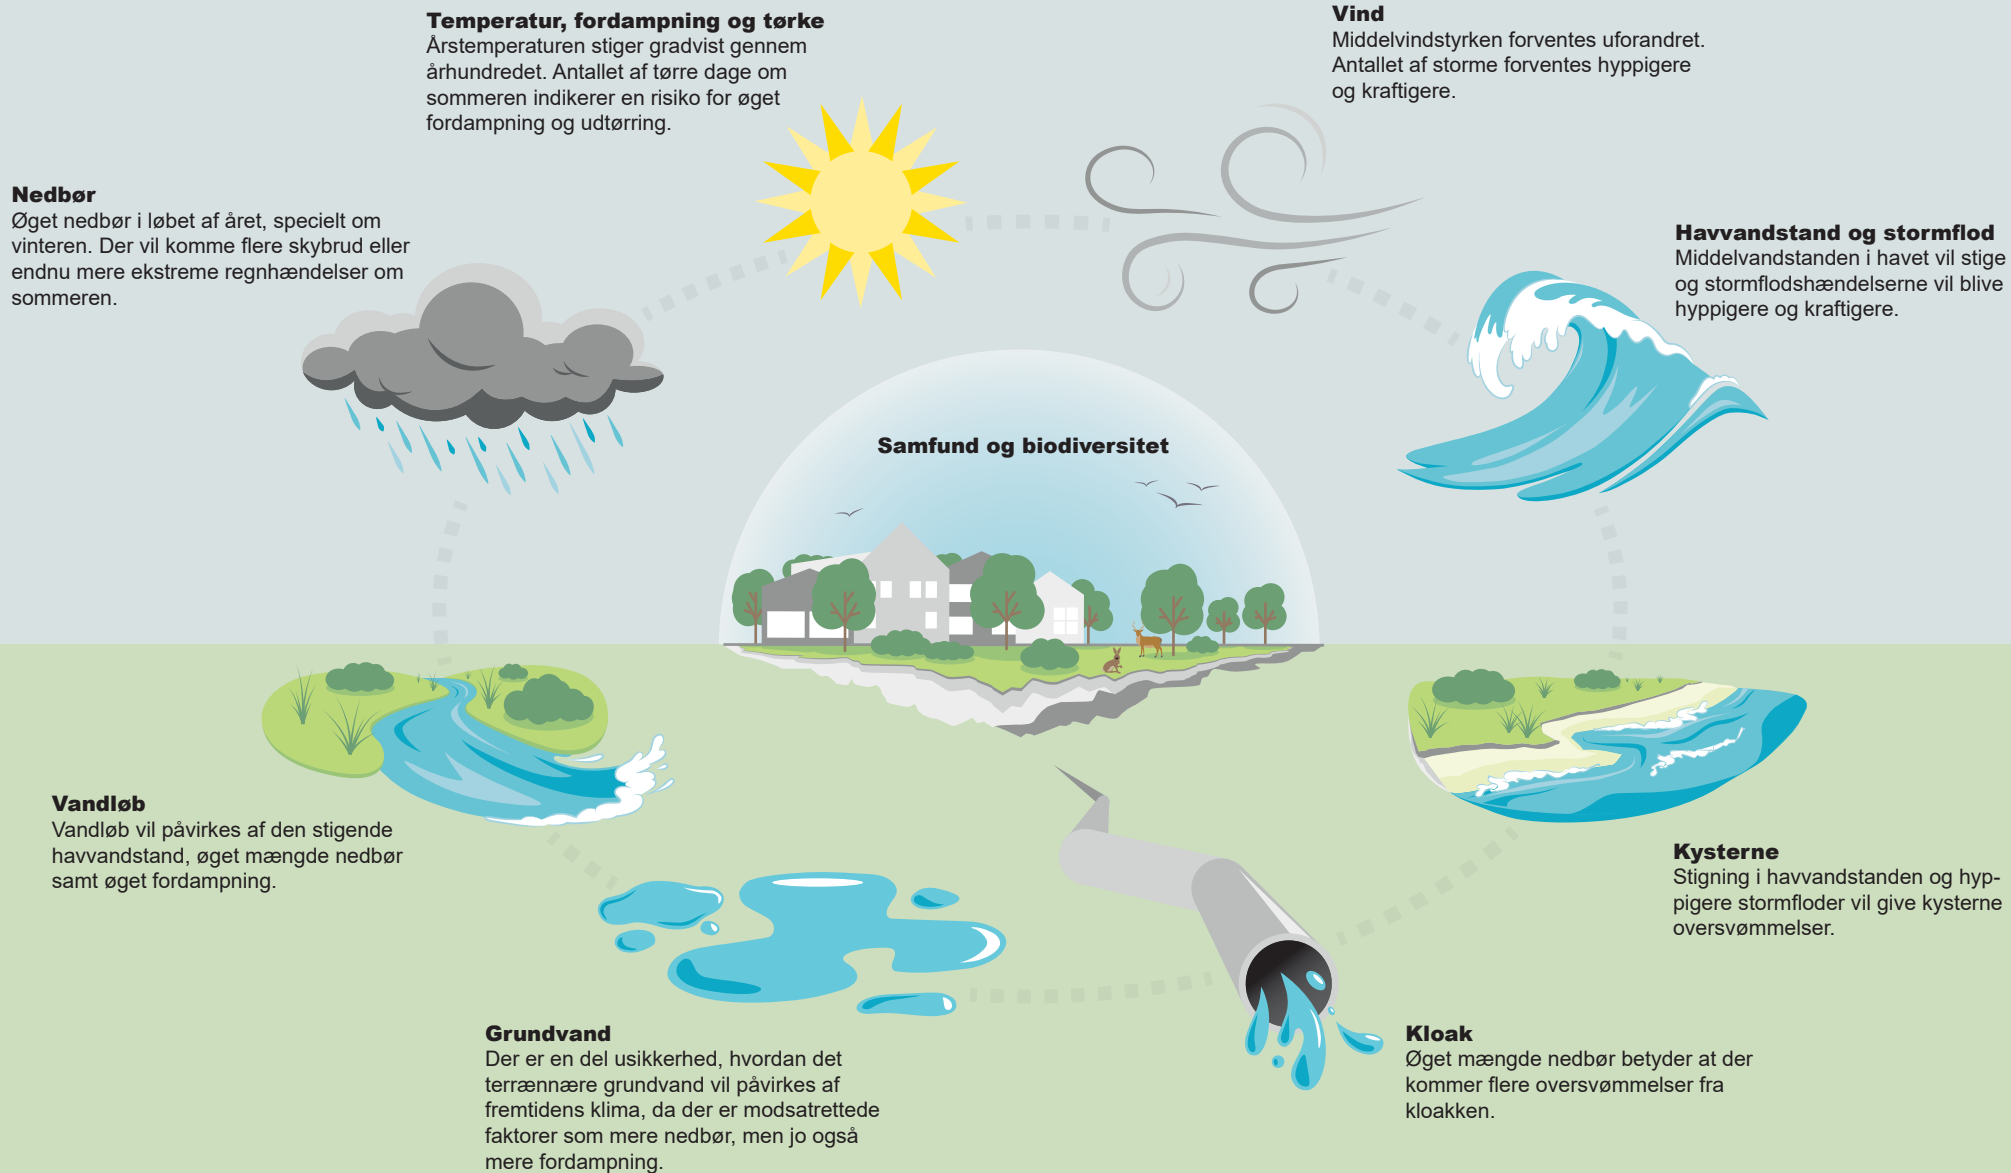 Temperatur, fordampning og tørke
Årstemperaturen stiger gradvist gennem
århundredet. Antallet af tørre dage om
sommeren indikerer en risiko for øget
fordampning og udtørring.
Vind
Middelvindstyrken forventes uforandret.
Antallet af storme forventes hyppigere
og kraftigere.
Nedbør
Øget nedbør i løbet af året, specielt om
vinteren. Der vil komme flere skybrud eller
endnu mere ekstreme regnhændelser om
sommeren.
Havvandstand og stormflod
Middelvandstanden i havet vil stige
og stormflodshændelserne vil blive
hyppigere og kraftigere.
Samfund og biodiversitet
Vandløb
Vandløb vil påvirkes af den stigende
havvandstand, øget mængde nedbør
samt øget fordampning.
Kysterne
Stigning i havvandstanden og hyp-
pigere stormfloder vil give kysterne
oversvømmelser.
Grundvand
Der er en del usikkerhed, hvordan det
terrænnære grundvand vil påvirkes af
fremtidens klima, da der er modsatrettede
faktorer som mere nedbør, men jo også
mere fordampning.
Kloak
Øget mængde nedbør betyder at der
kommer flere oversvømmelser fra
kloakken.